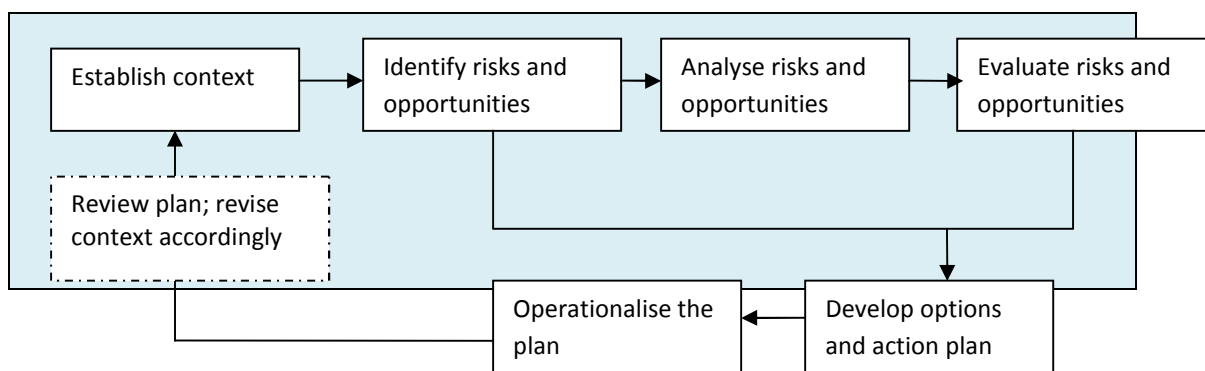 Establish context
Identify risks and
opportunities
Analyse risks and
opportunities
Evaluate risks and
opportunities
Review plan; revise
context accordingly
Operationalise the
plan
Develop options
and action plan